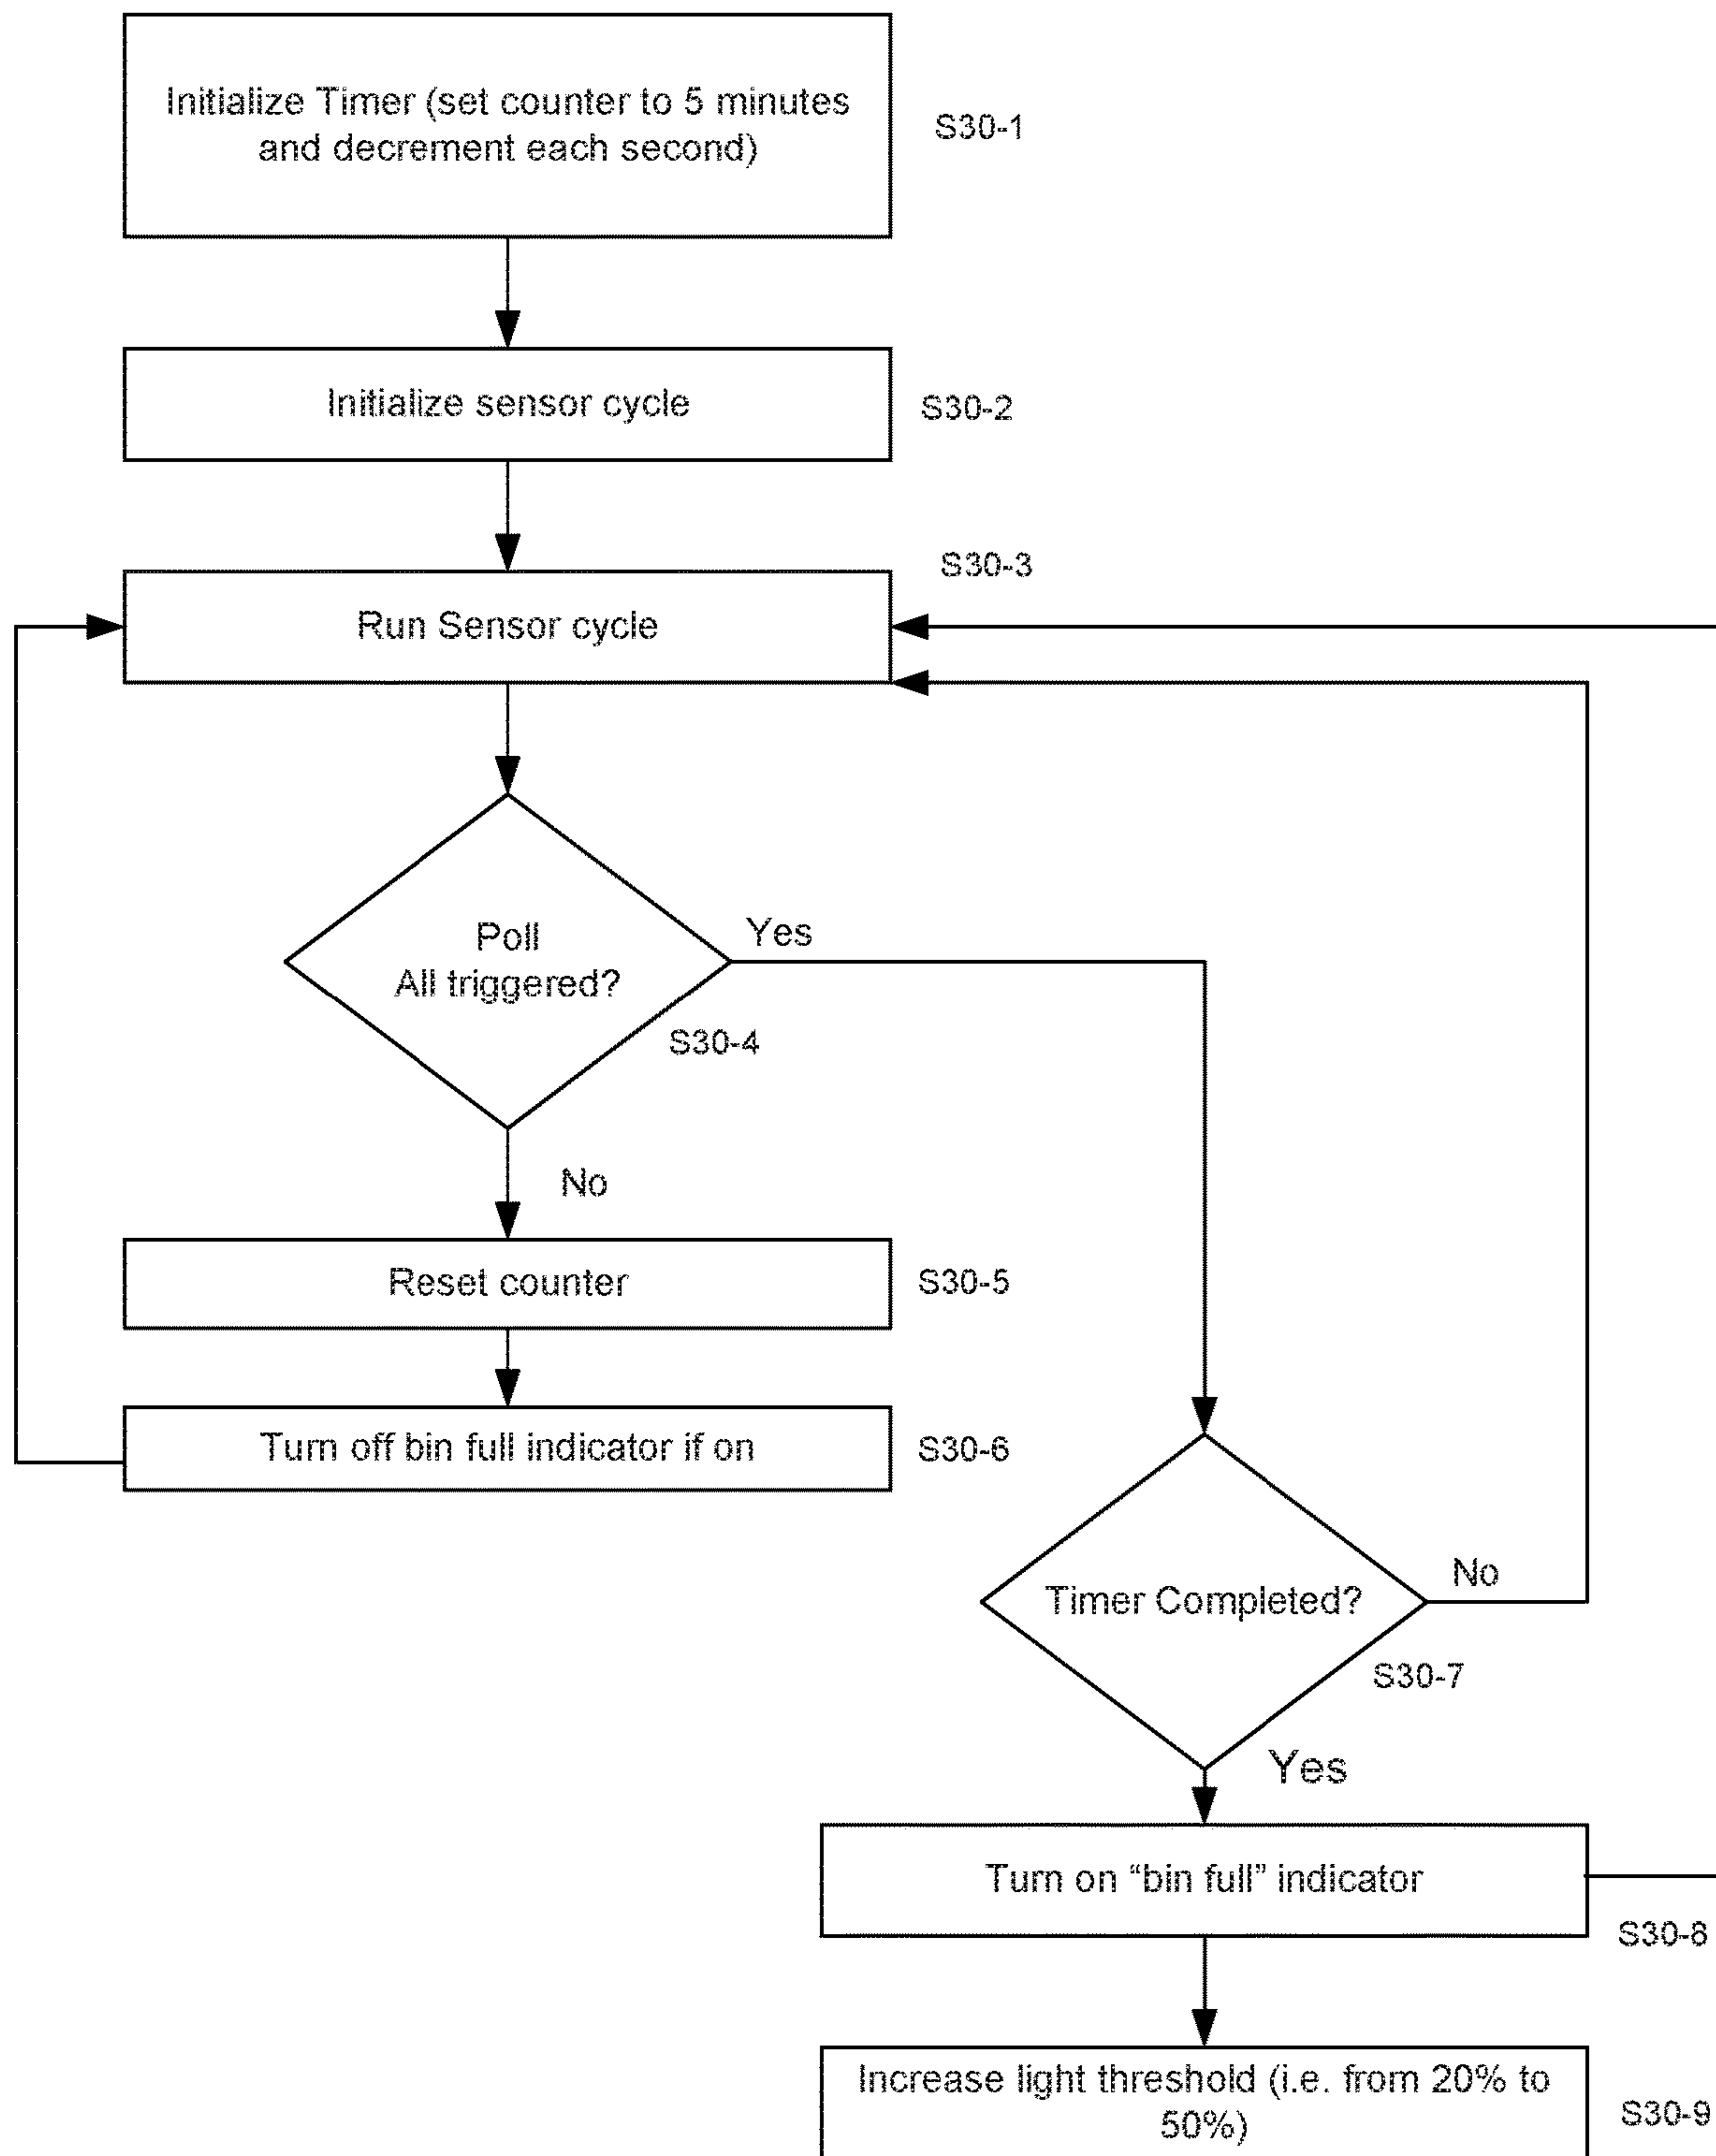 Initialize Timer (set counter to 5 minutes
and decrement each second)
S30-1
Initialize sensor cycle
S30-2
S30-3
Run Sensor cycle
Poll
All triggered?
Yes
S30-4
No
Reset counter
S30-5
Turn off bin full indicator if on
S30-6
Timer Completed?
No
S30-7
Yes
Turn on “bin full” indicator
S30-8
Increase light threshold (i.e. from 20% to
50%)
S30-9